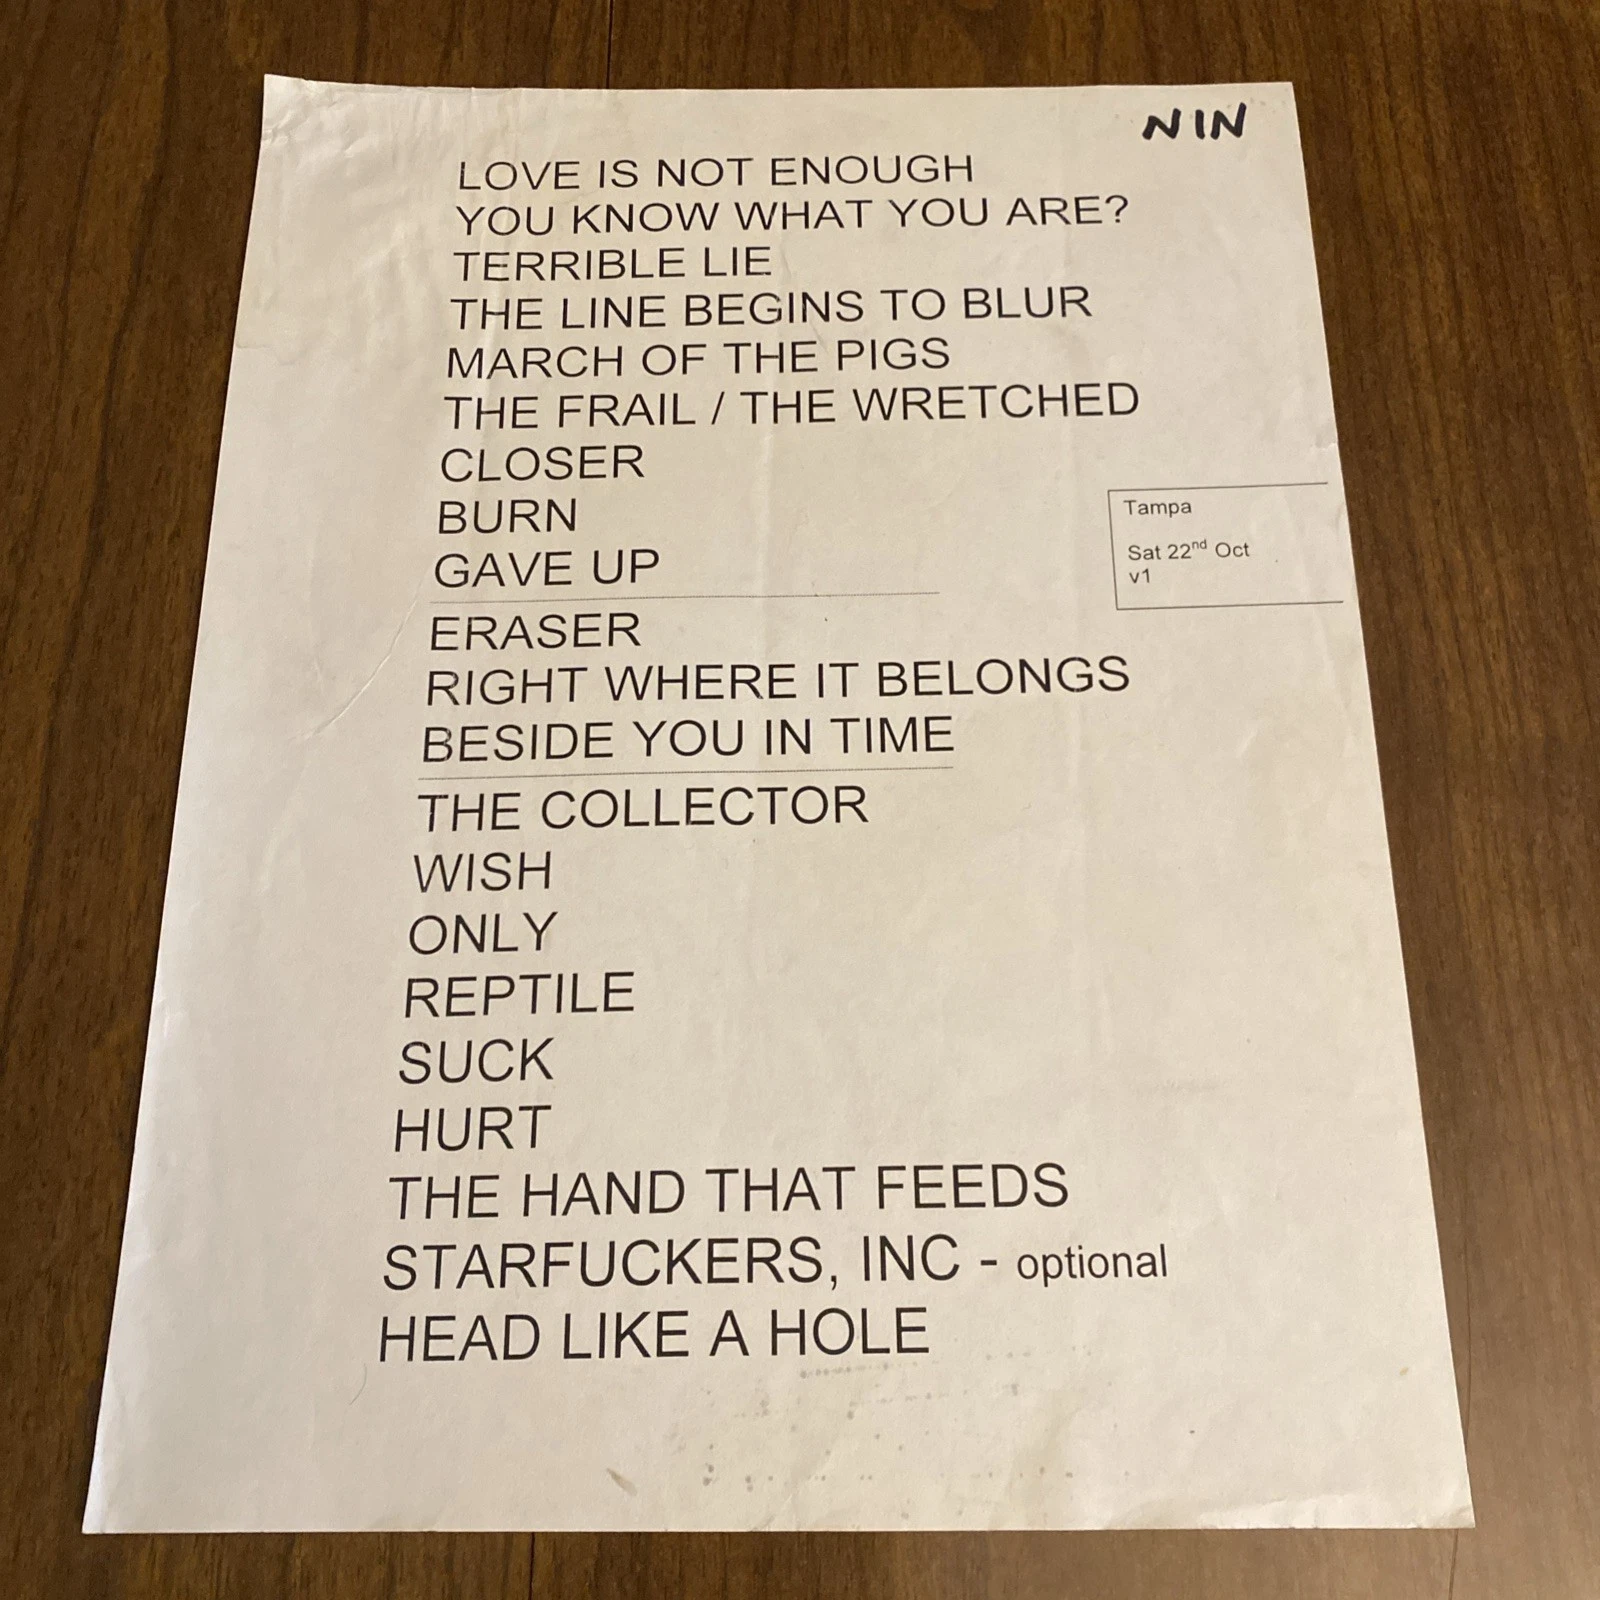 NIN
LOVE IS NOT ENOUGH
YOU KNOW WHAT YOU ARE?
TERRIBLE LIE
THE LINE BEGINS TO BLUR
MARCH OF THE PIGS
THE FRAIL / THE WRETCHED
CLOSER
BURN
GAVE UP
Tampa
Sat 22nd Oct
v1
ERASER
RIGHT WHERE IT BELONGS
BESIDE YOU IN TIME
THE COLLECTOR
WISH
ONLY
REPTILE
SUCK
HURT
THE HAND THAT FEEDS
STARFUCKERS, INC - optional
HEAD LIKE A HOLE